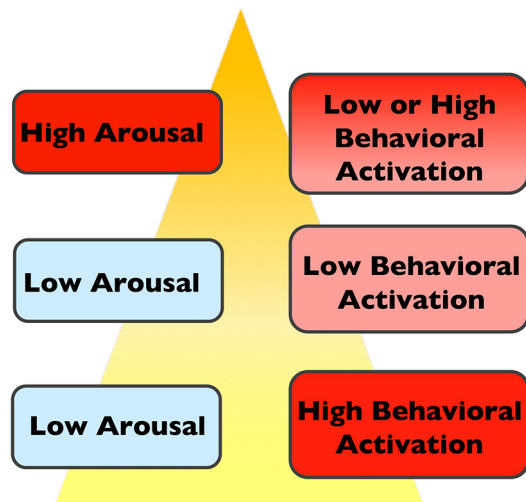 High Arousal
Low or High
Behavioral
Activation
Low Arousal
Low Behavioral
Activation
Low Arousal
High Behavioral
Activation